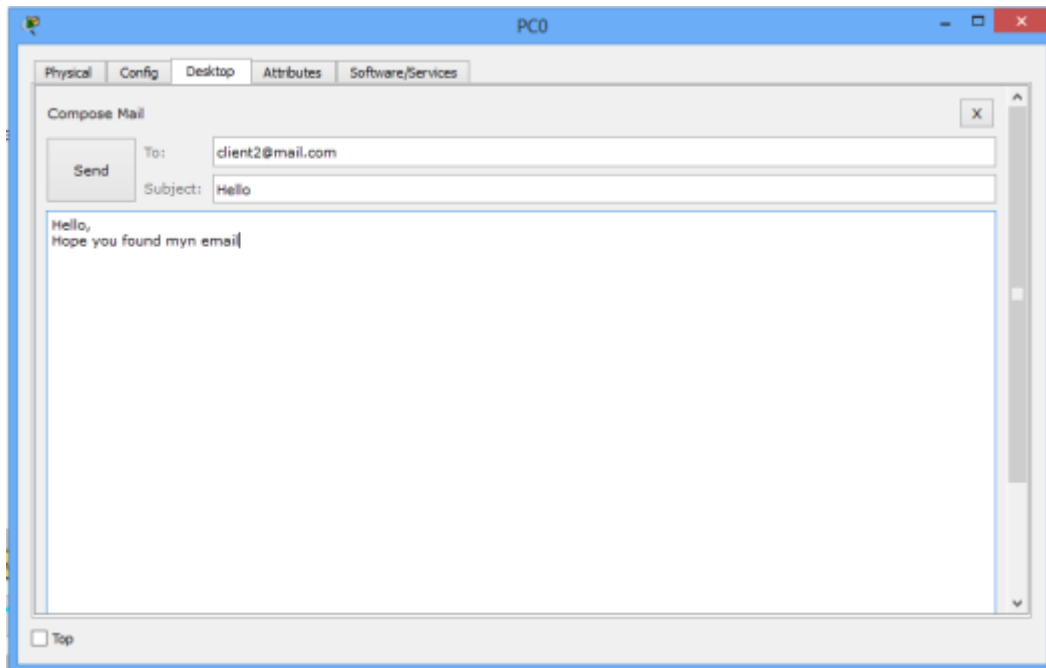 PC0
Physical Config Desktop Attributes Software/Services
Compose Mail X
Send
To: client2@mail.com
Subject: Hello
Hello,
Hope you found myn email
Top